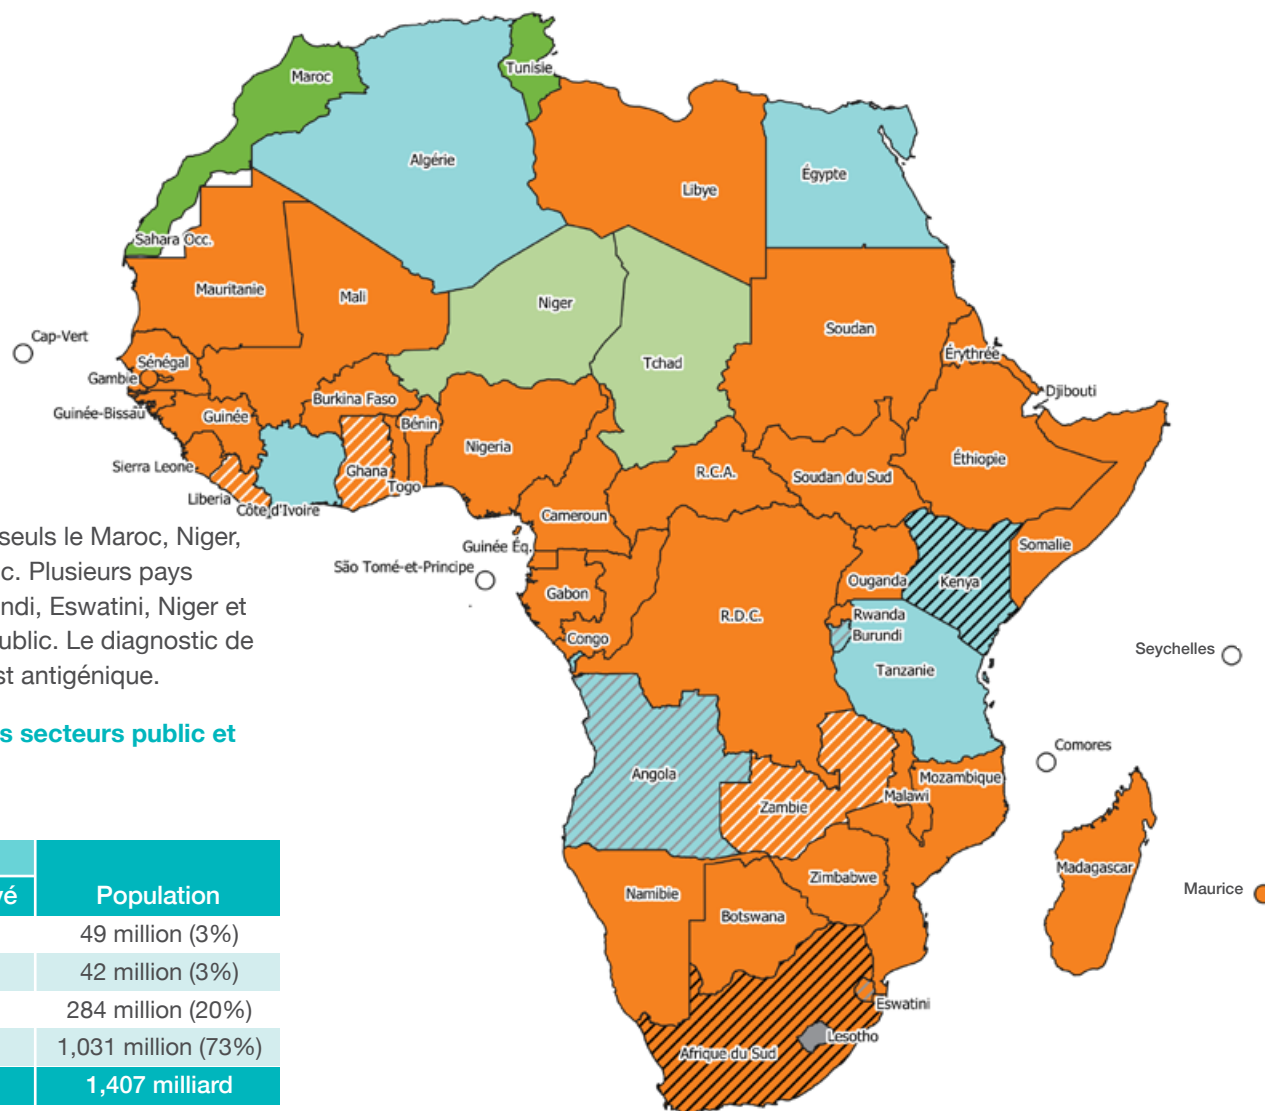 Maroc
Tunisie
Algérie
Libye
Égypte
Sahara Occ.
Mauritanie
Mali
Niger
Tchad
Soudan
Érythrée
Djibouti
Cap-Vert
Sénégal
Gambie
Guinée-Bissau
Guinée
Burkina Faso
Bénin
Nigeria
Ghana
Togo
Sierra Leone
Liberia
Côte d'Ivoire
R.C.A.
Soudan du Sud
Éthiopie
Cameroun
Somalie
Guinée Éq.
São Tomé-et-Principe
Gabon
Congo
R.D.C.
Ouganda
Kenya
Rwanda
Burundi
Tanzanie
Seychelles
Comores
Angola
Zambie
Malawi
Mozambique
Madagascar
Maurice
Zimbabwe
Namibie
Botswana
Eswatini
Lesotho
Afrique du Sud
seuls le Maroc, Niger,
c. Plusieurs pays
ndi, Eswatini, Niger et
ublic. Le diagnostic de
st antigénique.
s secteurs public et
vé
Population
49 million (3%)
42 million (3%)
284 million (20%)
1,031 million (73%)
1,407 milliard